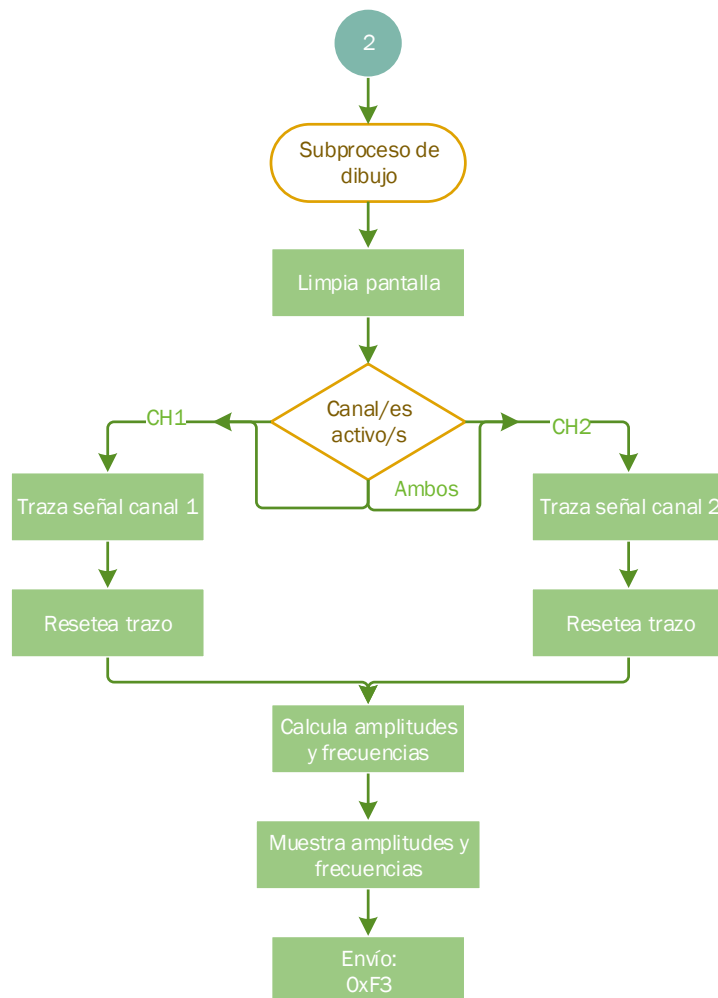 2
Subproceso de
dibujo
Limpia pantalla
Canal/es
activo/s
CH1
CH2
Ambos
Traza señal canal 1
Traza señal canal 2
Resetea trazo
Resetea trazo
Calcula amplitudes
y frecuencias
Muestra amplitudes y
frecuencias
Envío:
0xF3